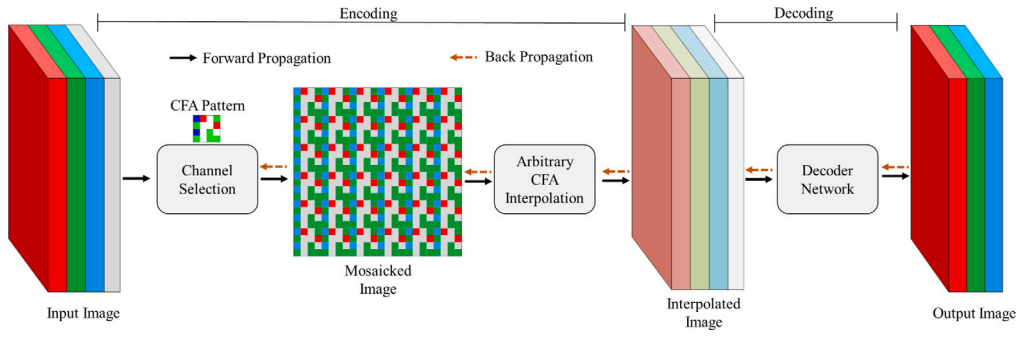 Encoding
Decoding
Forward Propagation
Back Propagation
CFA Pattern
Channel
Selection
Arbitrary
CFA
Interpolation
Decoder
Network
Mosaicked
Image
Input Image
Interpolated
Image
Output Image